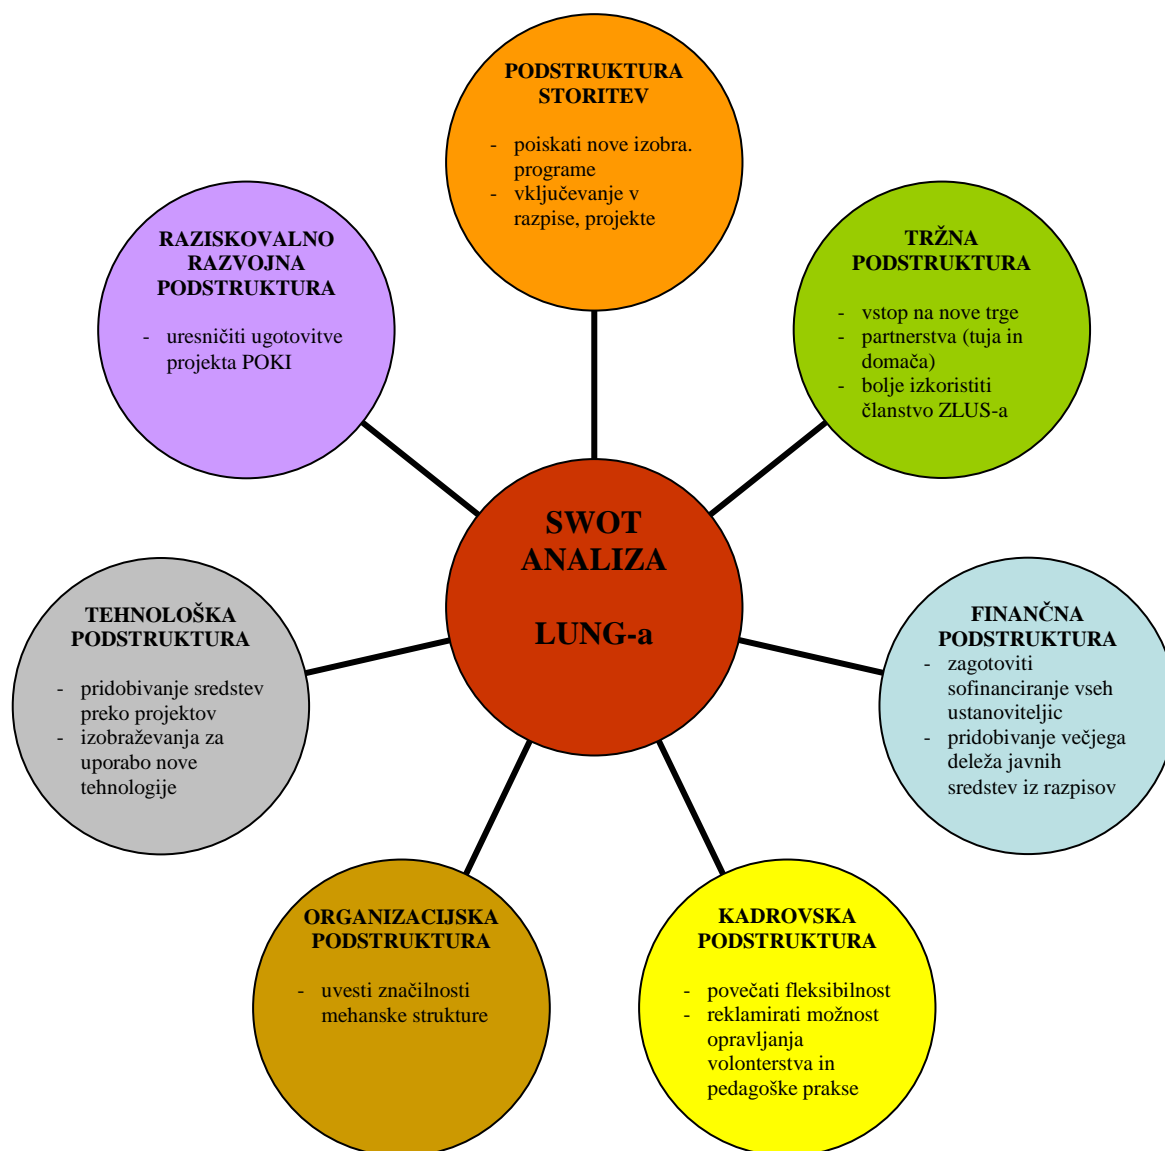 PODSTRUKTURA
STORITEV
- poiskati nove izobra.
programe
- vključevanje v
razpise, projekte
RAZISKOVALNO
RAZVOJNA
PODSTRUKTURA
- uresničiti ugotovitve
projekta POKI
TRŽNA
PODSTRUKTURA
- vstop na nove trge
- partnerstva (tuja in
domača)
- bolje izkoristiti
članstvo ZLUS-a
SWOT
ANALIZA
LUNG-a
TEHNOLOŠKA
PODSTRUKTURA
- pridobivanje sredstev
preko projektov
- izobraževanja za
uporabo nove
tehnologije
FINANČNA
PODSTRUKTURA
- zagotoviti
sofinanciranje vseh
ustanoviteljic
- pridobivanje večjega
deleža javnih
sredstev iz razpisov
ORGANIZACIJSKA
PODSTRUKTURA
- uvesti značilnosti
mehanske strukture
KADROVSKA
PODSTRUKTURA
- povečati fleksibilnost
- reklamirati možnost
opravljanja
volonterstva in
pedagoške prakse